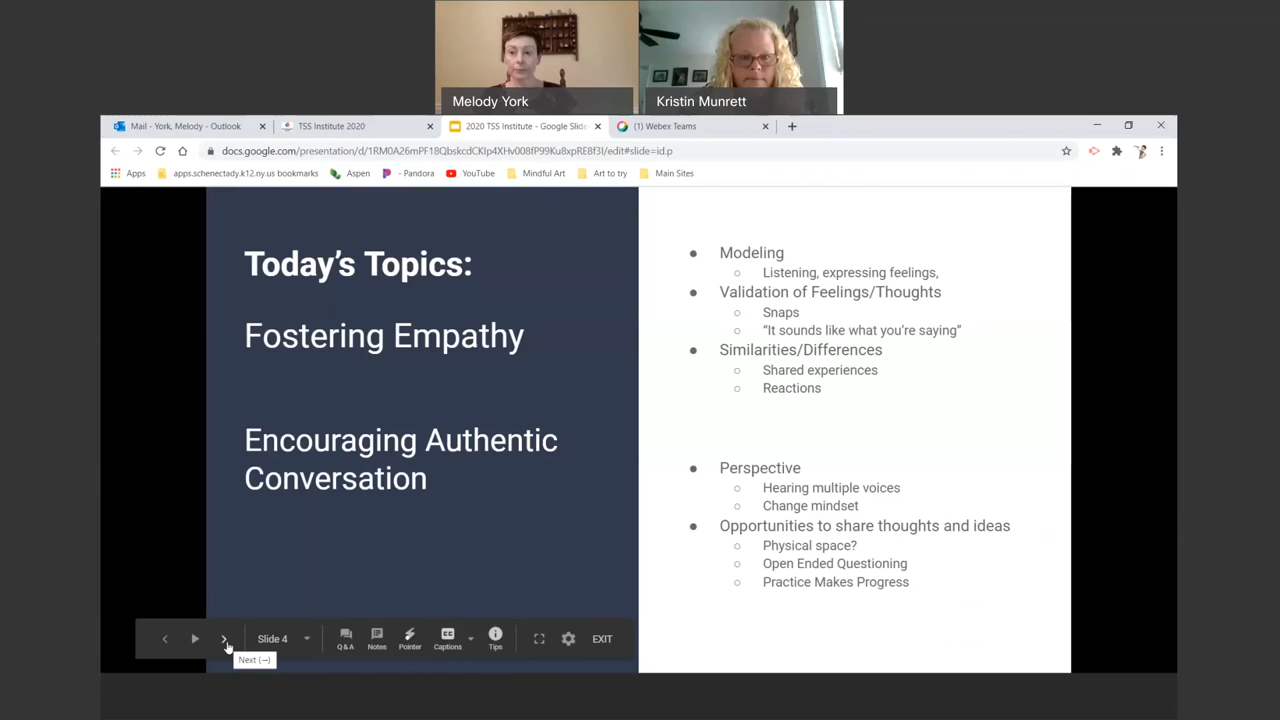 Melody York
Kristin Munrett
Mail - York, Melody - Outlook
TSS Institute 2020
2020 TSS Institute - Google Slide
(1) Webex Teams
docs.google.com/presentation/d/1RM0A26mPF18QbskcdCKIp4XHv008fP99Ku8xpRE8f3I/edit#slide=id.p
Apps
apps.schenectady.k12.ny.us bookmarks
Aspen
- Pandora
YouTube
Mindful Art
Art to try
Main Sites
Today's Topics:
Fostering Empathy
Encouraging Authentic
Conversation
● Modeling
○ Listening, expressing feelings,
● Validation of Feelings/Thoughts
○ Snaps
○ “It sounds like what you're saying”
● Similarities/Differences
○ Shared experiences
○ Reactions
● Perspective
○ Hearing multiple voices
○ Change mindset
● Opportunities to share thoughts and ideas
○ Physical space?
○ Open Ended Questioning
○ Practice Makes Progress
Slide 4
Q & A
Notes
Pointer
CC
Captions
Tips
EXIT
Next (→)